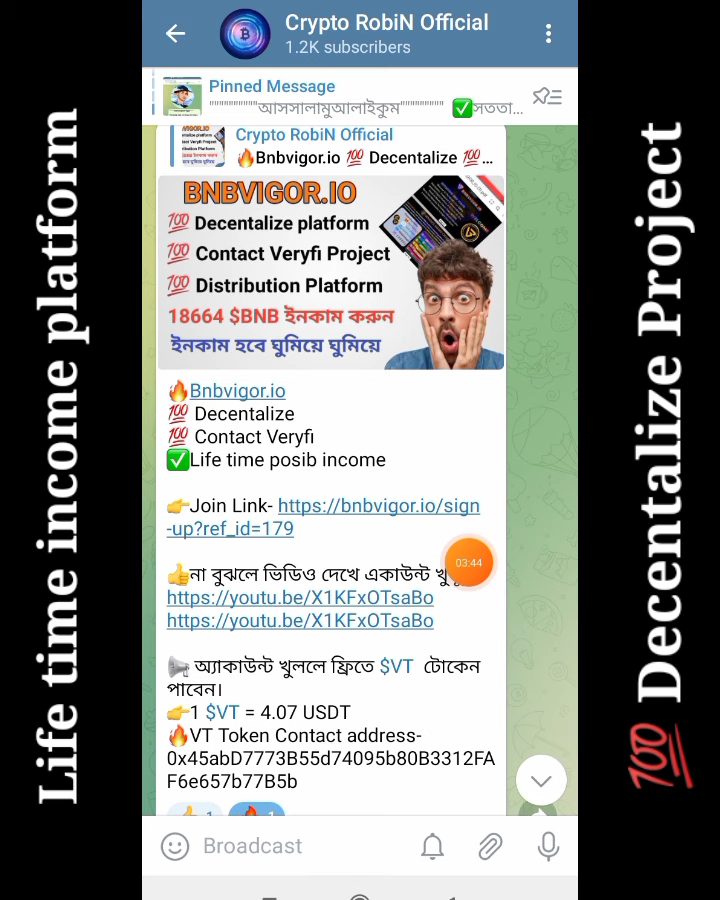 Life time income platform
Crypto RobiN Official
1.2K subscribers
Pinned Message
""""""""""""""আসসালামুআলাইকুম"""""""""""" ✅সততা...
Crypto RobiN Official
🔥Bnbvigor.io 💯 Decentalize 💯...
BNBVIGOR.IO
💯 Decentalize platform
💯 Contact Veryfi Project
💯 Distribution Platform
18664 $BNB ইনকাম করুন
ইনকাম হবে ঘুমিয়ে ঘুমিয়ে
🔥Bnbvigor.io
💯 Decentalize
💯 Contact Veryfi
✅Life time posib income
👉Join Link- https://bnbvigor.io/sign
-up?ref_id=179
👍না বুঝলে ভিডিও দেখে একাউন্ট
03:44
https://youtu.be/X1KFxOTsaBo
https://youtu.be/X1KFxOTsaBo
📢 অ্যাকাউন্ট খুললে ফ্রিতে $VT টোকেন
পাবেন।
👉1 $VT = 4.07 USDT
🔥VT Token Contact address-
0x45abD7773B55d74095b80B3312FA
F6e657b77B5b
👍 1 🔥 1
Broadcast
💯 Decentalize Project